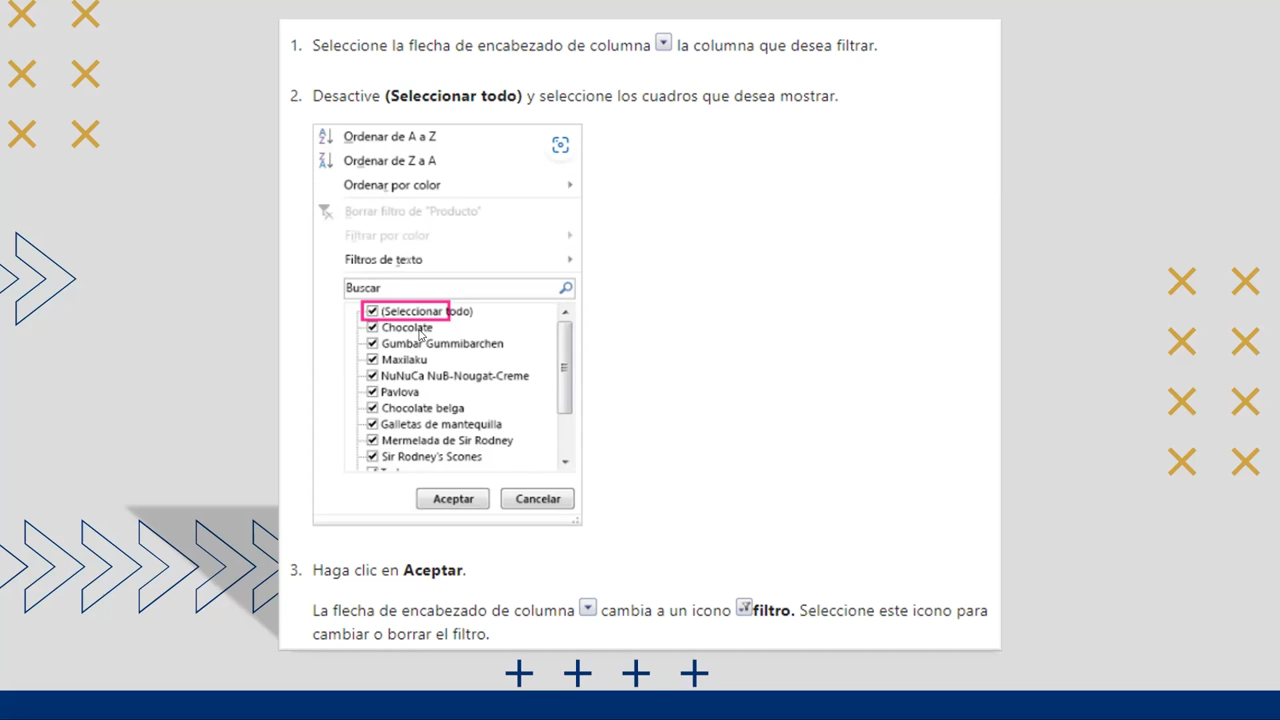 1. Seleccione la flecha de encabezado de columna la columna que desea filtrar.
2. Desactive (Seleccionar todo) y seleccione los cuadros que desea mostrar.
Ordenar de A a Z
Ordenar de Z a A
Ordenar por color
Borrar filtro de "Producto"
Filtrar por color
Filtros de texto
Buscar
(Seleccionar todo)
Chocolate
Gumbar Gummibarchen
Maxilaku
NuNuCa NuB-Nougat-Creme
Pavlova
Chocolate belga
Galletas de mantequilla
Mermelada de Sir Rodney
Sir Rodney's Scones
Aceptar Cancelar
3. Haga clic en Aceptar.
La flecha de encabezado de columna cambia a un icono filtro. Seleccione este icono para
cambiar o borrar el filtro.